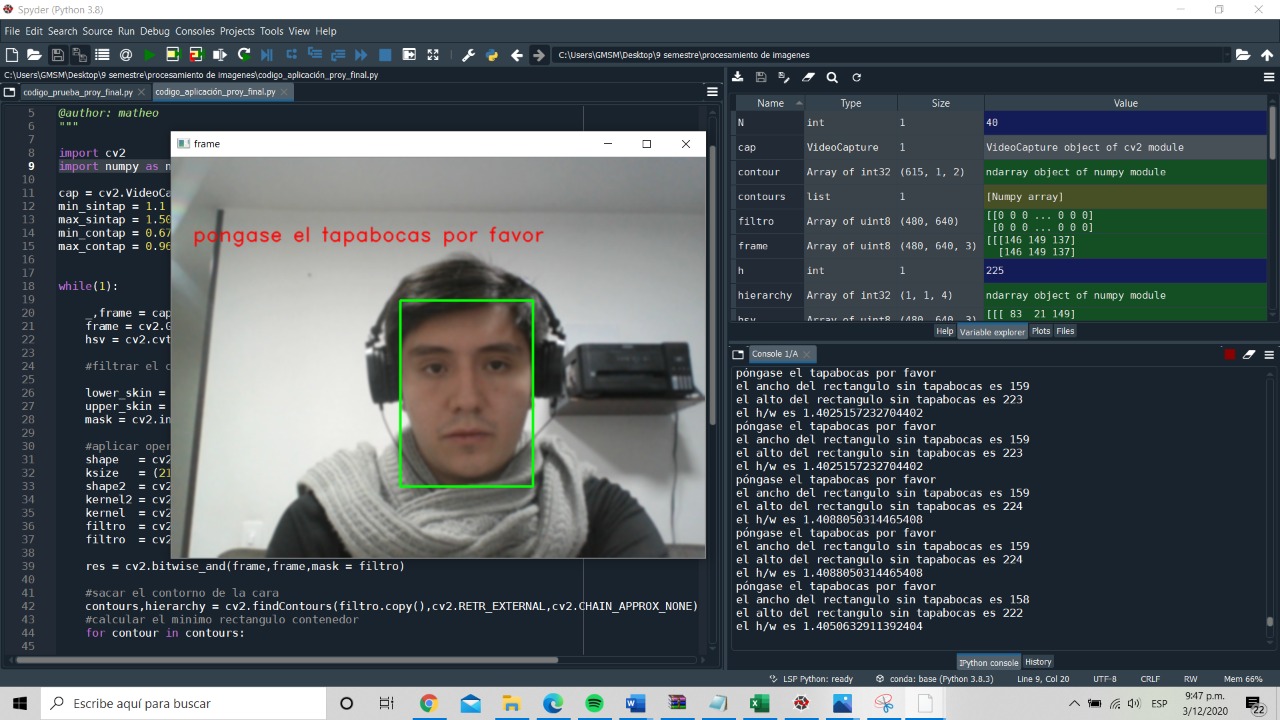 Spyder (Python 3.8)
File Edit Search Source Run Debug Consoles Projects Tools View Help
C:\Users\GMSM\Desktop\9 semestre\procesamiento de imagenes
C:\Users\GMSM\Desktop\9 semestre\procesamiento de imagenes\codigo_aplicación_proy_final.py
codigo_prueba_proy_final.py codigo_aplicación_proy_final.py
5 @author: matheo
6 """
7
8 import cv2
9 import numpy as n
10
11 cap = cv2.VideoCa
12 min_sintap = 1.1
13 max_sintap = 1.50
14 min_contap = 0.67
15 max_contap = 0.96
16
17
18 while(1):
19
20 _,frame = cap
21 frame = cv2.G
22 hsv = cv2.cvt
23
24 #filtrar el c
25
26 lower_skin =
27 upper_skin =
28 mask = cv2.in
29
30 #aplicar oper
31 shape = cv2
32 ksize = (21
33 shape2 = cv2
34 kernel2 = cv2
35 kernel = cv2
36 filtro = cv2
37 filtro = cv2
38
39 res = cv2.bitwise_and(frame,frame,mask = filtro)
40
41 #sacar el contorno de la cara
42 contours,hierarchy = cv2.findContours(filtro.copy(),cv2.RETR_EXTERNAL,cv2.CHAIN_APPROX_NONE)
43 #calcular el minimo rectangulo contenedor
44 for contour in contours:
45
frame
pongase el tapabocas por favor
Name Type Size Value
N int 1 40
cap VideoCapture 1 VideoCapture object of cv2 module
contour Array of int32 (615, 1, 2) ndarray object of numpy module
contours list 1 [Numpy array]
filtro Array of uint8 (480, 640) [[0 0 0 ... 0 0 0]
[0 0 0 ... 0 0 0]
frame Array of uint8 (480, 640, 3) [[[146 149 137]
[146 149 137]
h int 1 225
hierarchy Array of int32 (1, 1, 4) ndarray object of numpy module
hsv Array of uint8 (480, 640, 3) [[[ 83 21 149]
Help Variable explorer Plots Files
Console 1/A
póngase el tapabocas por favor
el ancho del rectangulo sin tapabocas es 159
el alto del rectangulo sin tapabocas es 223
el h/w es 1.4025157232704402
póngase el tapabocas por favor
el ancho del rectangulo sin tapabocas es 159
el alto del rectangulo sin tapabocas es 223
el h/w es 1.4025157232704402
póngase el tapabocas por favor
el ancho del rectangulo sin tapabocas es 159
el alto del rectangulo sin tapabocas es 224
el h/w es 1.4088050314465408
póngase el tapabocas por favor
el ancho del rectangulo sin tapabocas es 159
el alto del rectangulo sin tapabocas es 224
el h/w es 1.4088050314465408
póngase el tapabocas por favor
el ancho del rectangulo sin tapabocas es 158
el alto del rectangulo sin tapabocas es 222
el h/w es 1.4050632911392404
IPython console History
LSP Python: ready conda: base (Python 3.8.3) Line 9, Col 20 UTF-8 CRLF RW Mem 66%
Escribe aquí para buscar
ESP
9:47 p.m.
3/12/2020
22